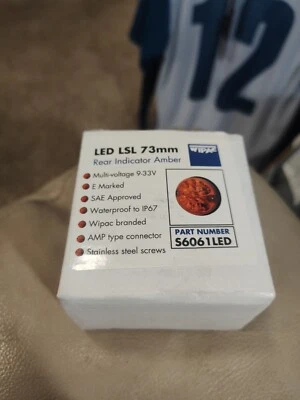 12
LED LSL 73mm
wipac
Rear Indicator Amber
Multi-voltage 9-33V
E Marked
SAE Approved
Waterproof to IP67
Wipac branded
AMP type connector
Stainless steel screws
PART NUMBER
S6061LED